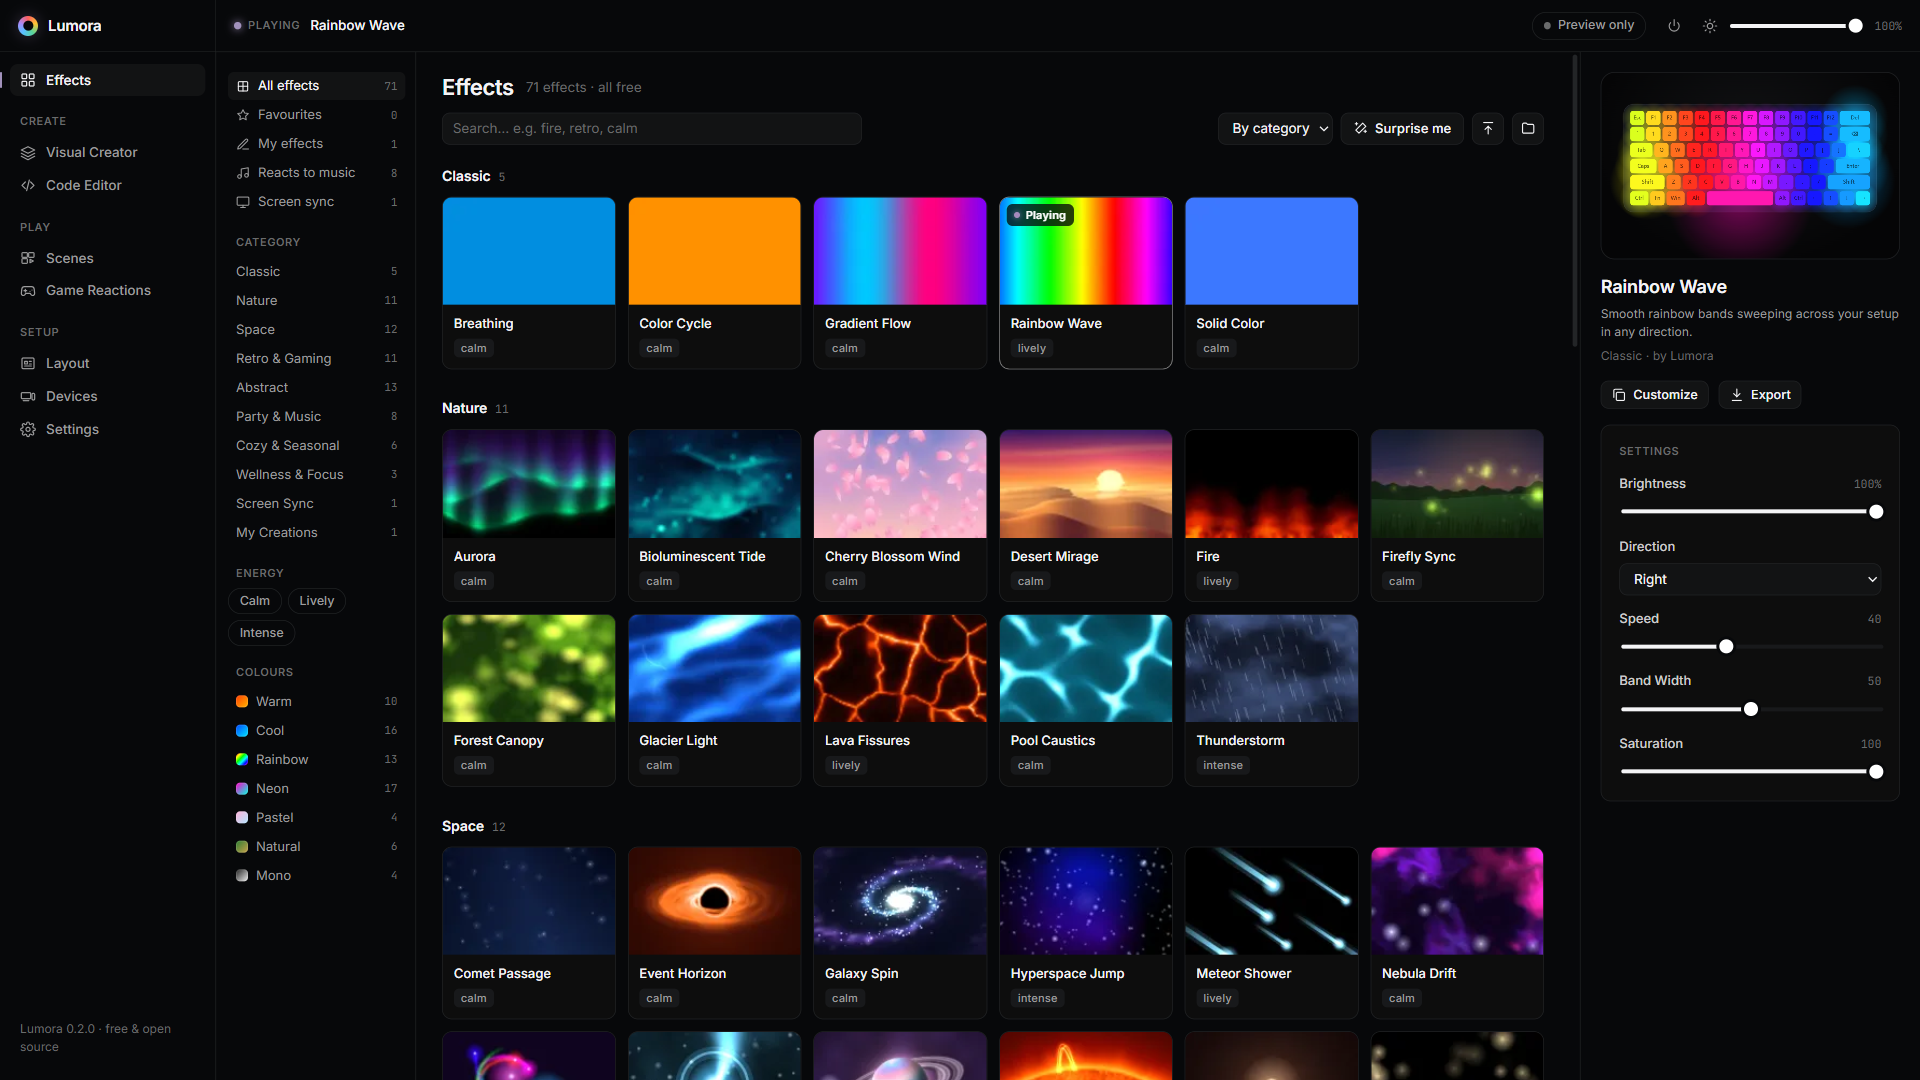 Lumora
PLAYING Rainbow Wave
Preview only
100%
Effects
CREATE
Visual Creator
Code Editor
PLAY
Scenes
Game Reactions
SETUP
Layout
Devices
Settings
Lumora 0.2.0 · free & open
source
All effects 71
Favourites 0
My effects 1
Reacts to music 8
Screen sync 1
CATEGORY
Classic 5
Nature 11
Space 12
Retro & Gaming 11
Abstract 13
Party & Music 8
Cozy & Seasonal 6
Wellness & Focus 3
Screen Sync 1
My Creations 1
ENERGY
Calm Lively
Intense
COLOURS
Warm 10
Cool 16
Rainbow 13
Neon 17
Pastel 4
Natural 6
Mono 4
Effects 71 effects · all free
Search... e.g. fire, retro, calm
By category Surprise me
Classic 5
Playing
Breathing Color Cycle Gradient Flow Rainbow Wave Solid Color
calm calm calm lively calm
Nature 11
Aurora Bioluminescent Tide Cherry Blossom Wind Desert Mirage Fire Firefly Sync
calm calm calm calm lively calm
Forest Canopy Glacier Light Lava Fissures Pool Caustics Thunderstorm
calm calm lively calm intense
Space 12
Comet Passage Event Horizon Galaxy Spin Hyperspace Jump Meteor Shower Nebula Drift
calm calm calm intense lively calm
Rainbow Wave
Smooth rainbow bands sweeping across your setup
in any direction.
Classic · by Lumora
Customize Export
SETTINGS
Brightness 100%
Direction
Right
Speed 40
Band Width 50
Saturation 100